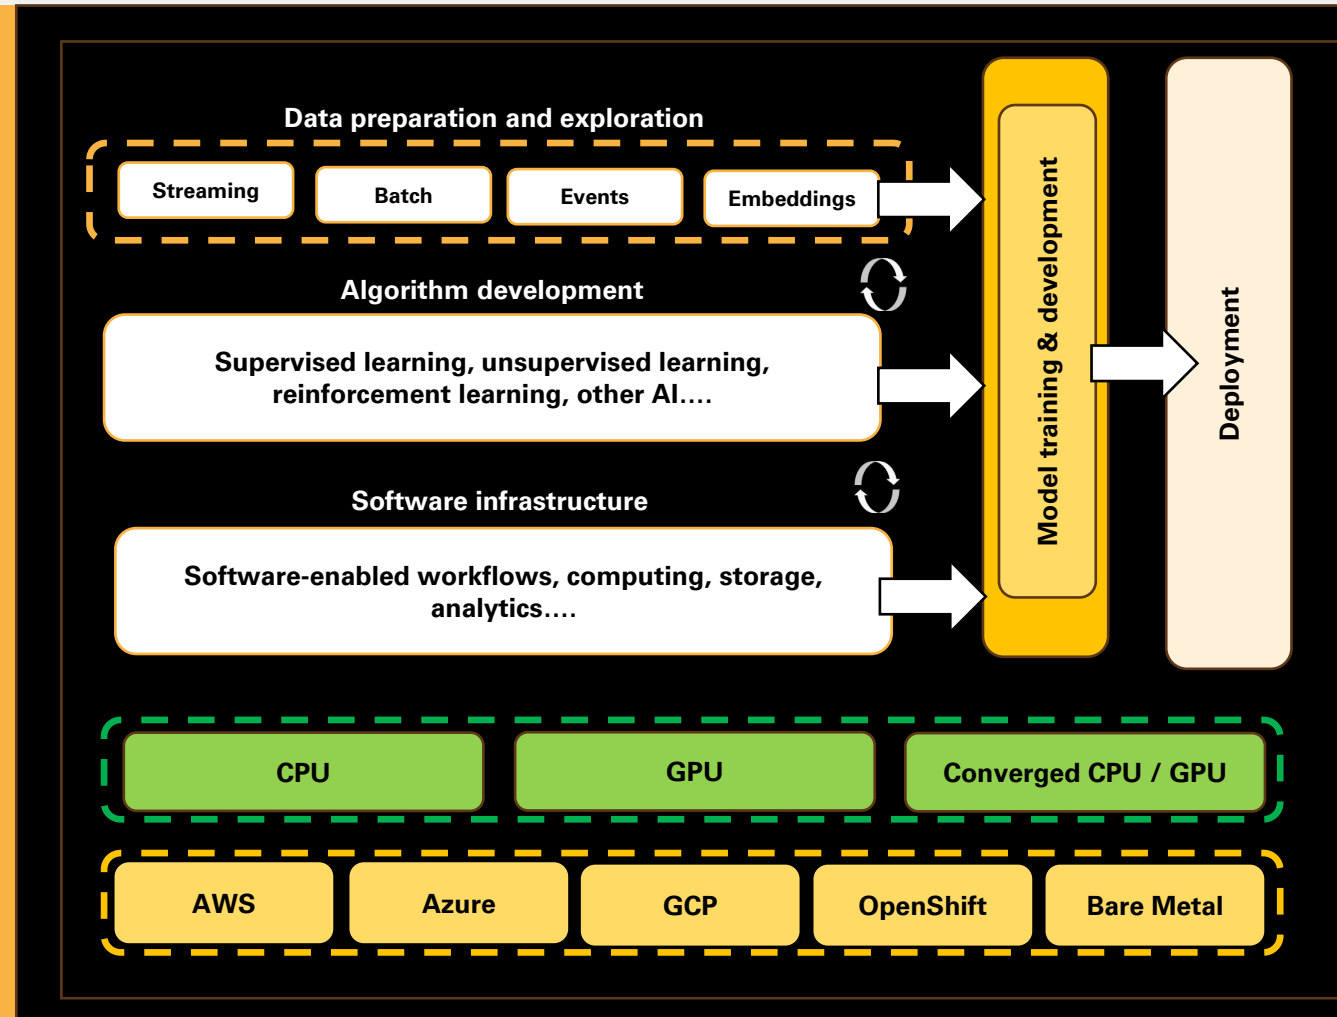 Data preparation and exploration
Streaming
Batch
Events
Embeddings
Algorithm development
Supervised learning, unsupervised learning,
reinforcement learning, other AI....
Software infrastructure
Software-enabled workflows, computing, storage,
analytics....
Model training & development
Deployment
CPU
GPU
Converged CPU / GPU
AWS
Azure
GCP
OpenShift
Bare Metal